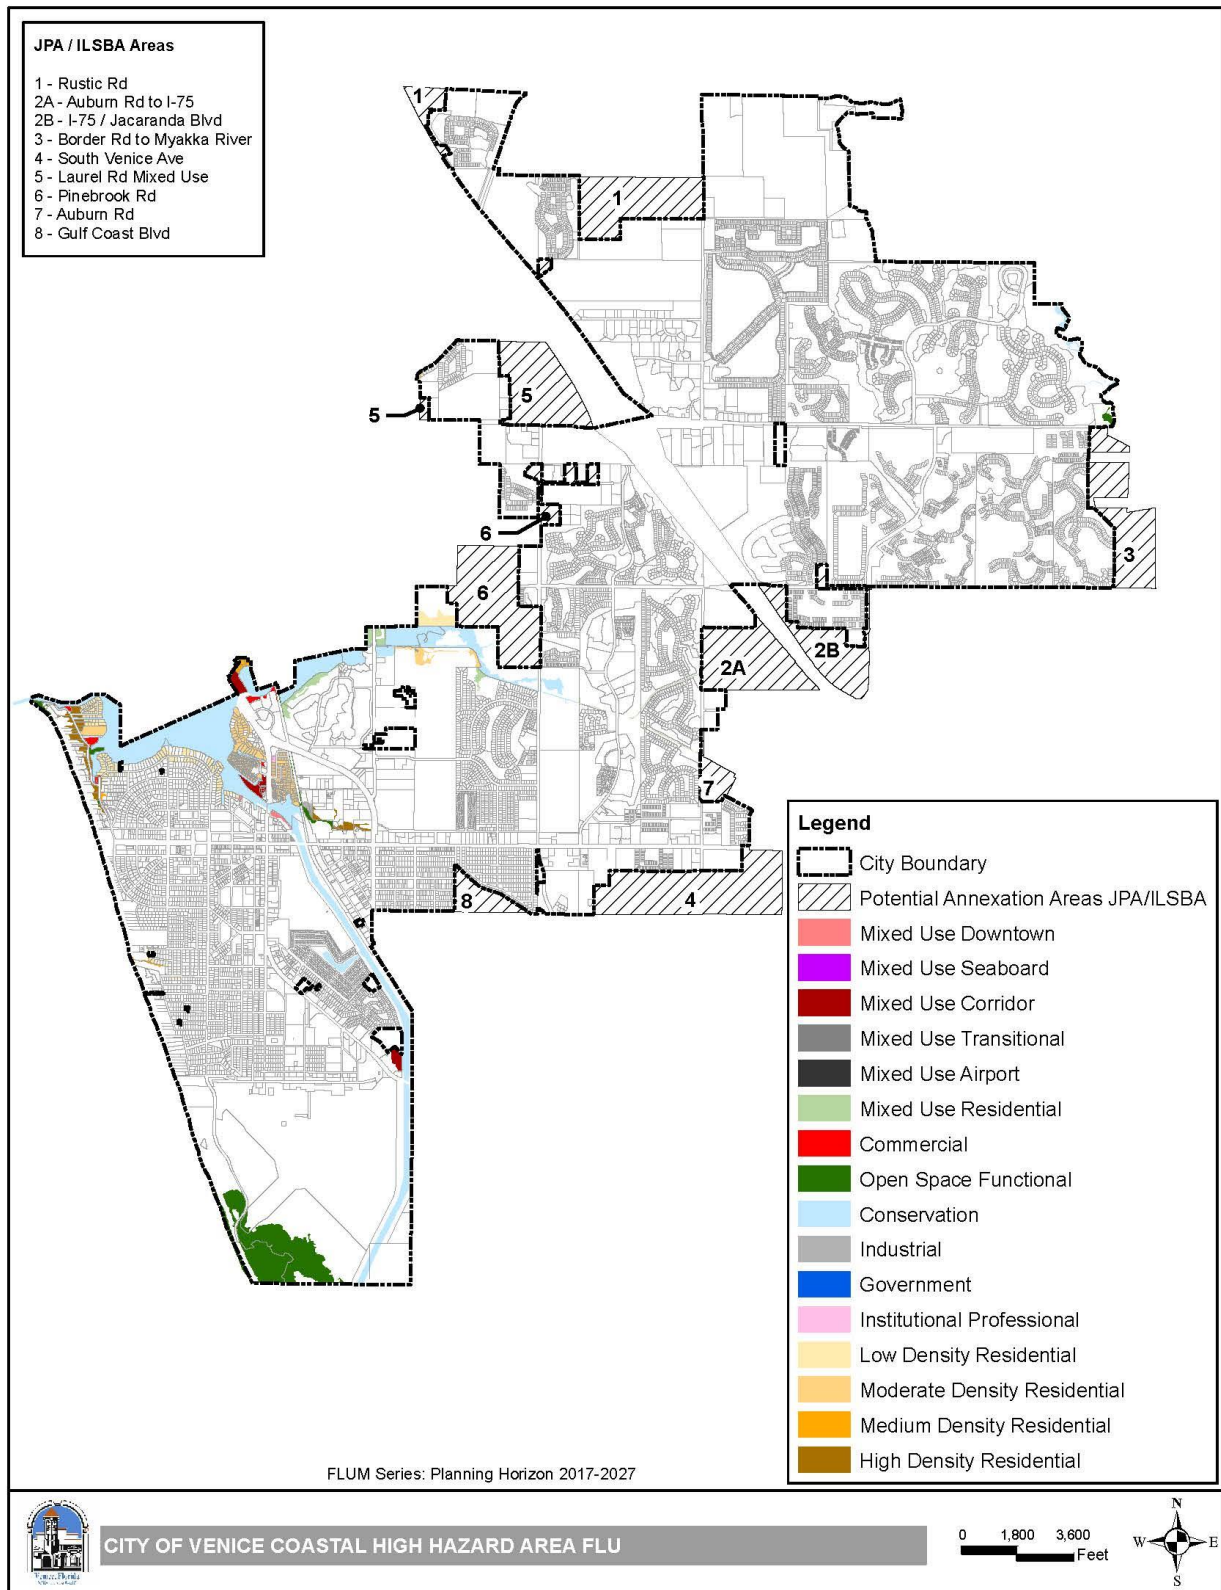 JPA / ILSBA Areas
1 - Rustic Rd
2A - Auburn Rd to I-75
2B - I-75 / Jacaranda Blvd
3 - Border Rd to Myakka River
4 - South Venice Ave
5 - Laurel Rd Mixed Use
6 - Pinebrook Rd
7 - Auburn Rd
8 - Gulf Coast Blvd
1
1
5
5
6
3
6
2B
2A
7
8
4
Legend
City Boundary
Potential Annexation Areas JPA/ILSBA
Mixed Use Downtown
Mixed Use Seaboard
Mixed Use Corridor
Mixed Use Transitional
Mixed Use Airport
Mixed Use Residential
Commercial
Open Space Functional
Conservation
Industrial
Government
Institutional Professional
Low Density Residential
Moderate Density Residential
Medium Density Residential
High Density Residential
FLUM Series: Planning Horizon 2017-2027
Venice, Florida
CITY OF VENICE COASTAL HIGH HAZARD AREA FLU
0 1,800 3,600
Feet
N
W E
S